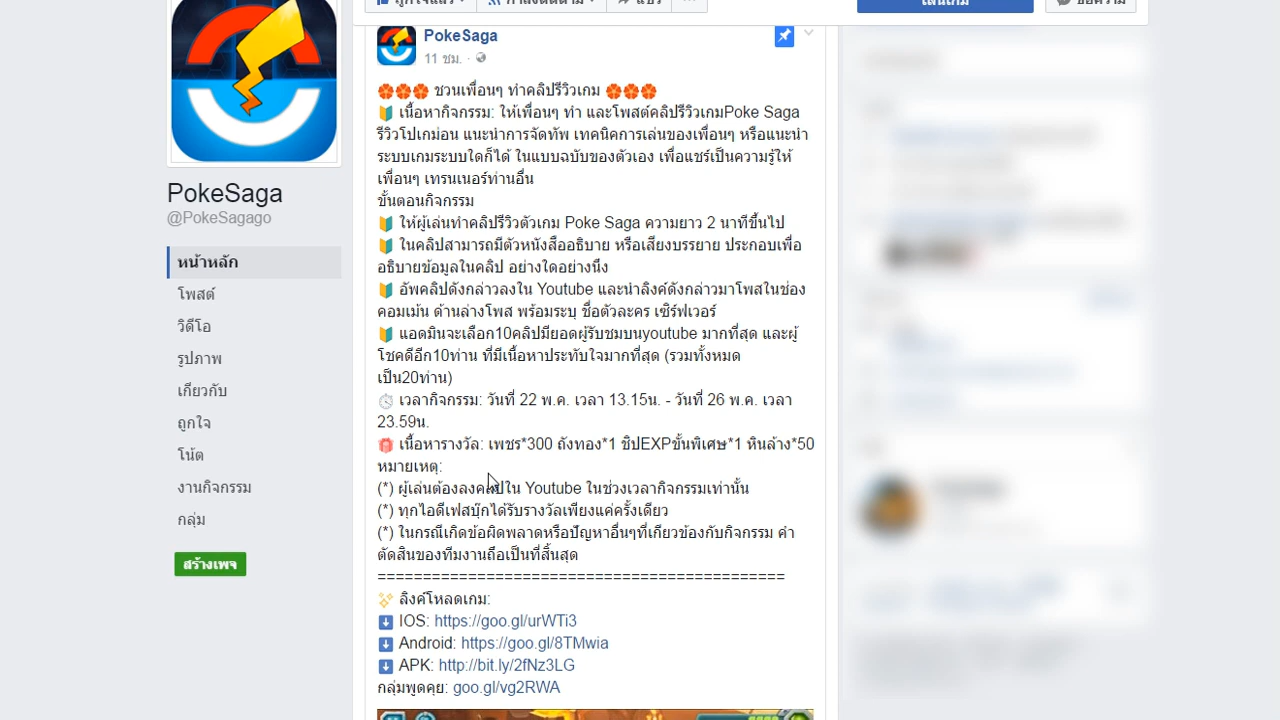 ถูกใจแล้ว
กำลังติดตาม
แชร์
เล่นเกม
ข้อความ
PokeSaga
11 ชม.
ชวนเพื่อนๆ ทำคลิปรีวิวเกม
เนื้อหากิจกรรม: ให้เพื่อนๆ ทำ และโพสต์คลิปรีวิวเกมPoke Saga
รีวิวโปเกม่อน แนะนำการจัดทัพ เทคนิคการเล่นของเพื่อนๆ หรือแนะนำ
ระบบเกมระบบใดก็ได้ ในแบบฉบับของตัวเอง เพื่อแชร์เป็นความรู้ให้
เพื่อนๆ เทรนเนอร์ท่านอื่น
ขั้นตอนกิจกรรม
ให้ผู้เล่นทำคลิปรีวิวตัวเกม Poke Saga ความยาว 2 นาทีขึ้นไป
ในคลิปสามารถมีตัวหนังสืออธิบาย หรือเสียงบรรยาย ประกอบเพื่อ
อธิบายข้อมูลในคลิป อย่างใดอย่างนึ่ง
อัพคลิปดังกล่าวลงใน Youtube และนำลิงค์ดังกล่าวมาโพสในช่อง
คอมเม้น ด้านล่างโพส พร้อมระบุ ชื่อตัวละคร เซิร์ฟเวอร์
แอดมินจะเลือก10คลิปมียอดผู้รับชมบนyoutube มากที่สุด และผู้
โชคดีอีก10ท่าน ที่มีเนื้อหาประทับใจมากที่สุด (รวมทั้งหมด
เป็น20ท่าน)
เวลากิจกรรม: วันที่ 22 พ.ค. เวลา 13.15น. - วันที่ 26 พ.ค. เวลา
23.59น.
เนื้อหารางวัล: เพชร*300 ถังทอง*1 ชิปEXPขั้นพิเศษ*1 หินล้าง*50
หมายเหตุ:
(*) ผู้เล่นต้องลงคลิปใน Youtube ในช่วงเวลากิจกรรมเท่านั้น
(*) ทุกไอดีเฟสบุ๊กได้รับรางวัลเพียงแค่ครั้งเดียว
(*) ในกรณีเกิดข้อผิดพลาดหรือปัญหาอื่นๆที่เกี่ยวข้องกับกิจกรรม คำ
ตัดสินของทีมงานถือเป็นที่สิ้นสุด
=============================================
ลิงค์โหลดเกม:
IOS: https://goo.gl/urWTi3
Android: https://goo.gl/8TMwia
APK: http://bit.ly/2fNz3LG
กลุ่มพูดคุย: goo.gl/vg2RWA
PokeSaga
@PokeSagago
หน้าหลัก
โพสต์
วิดีโอ
รูปภาพ
เกี่ยวกับ
ถูกใจ
โน้ต
งานกิจกรรม
กลุ่ม
สร้างเพจ